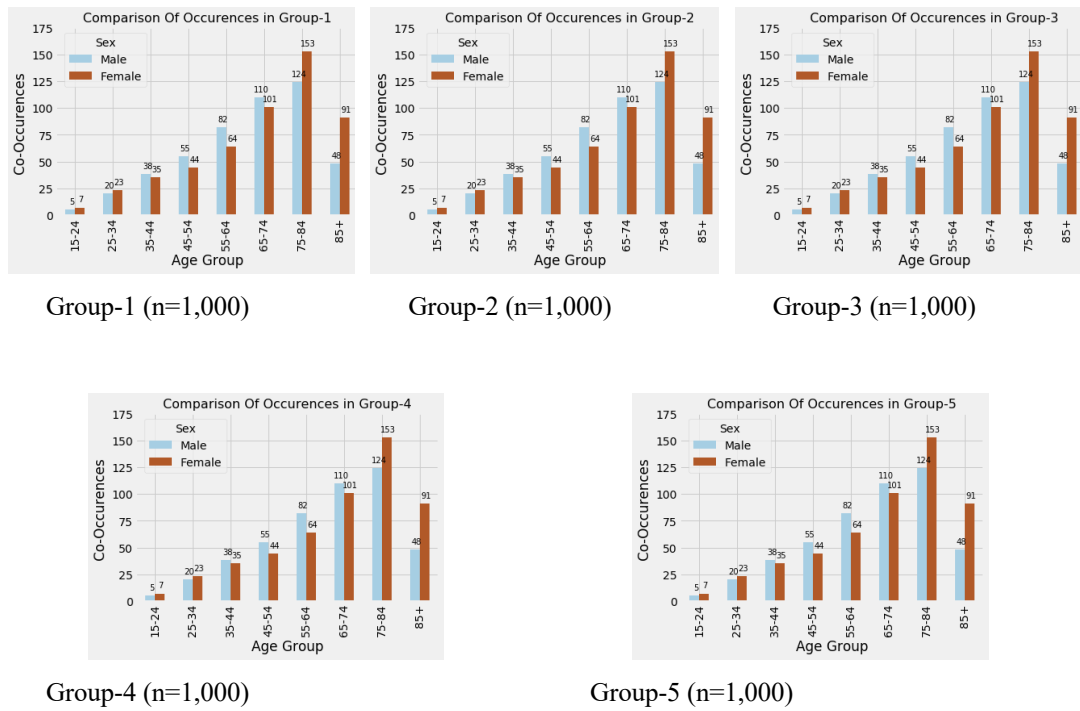 Comparison Of Occurences in Group-1
Co-Occurences
175
150
125
100
75
50
25
0
Sex
Male
Female
5 7
20 23
38 35
55 44
82 64
110 101
124 153
48 91
15-24 25-34 35-44 45-54 55-64 65-74 75-84 85+
Age Group
Comparison Of Occurences in Group-2
Co-Occurences
175
150
125
100
75
50
25
0
Sex
Male
Female
5 7
20 23
38 35
55 44
82 64
110 101
124 153
48 91
15-24 25-34 35-44 45-54 55-64 65-74 75-84 85+
Age Group
Comparison Of Occurences in Group-3
Co-Occurences
175
150
125
100
75
50
25
0
Sex
Male
Female
5 7
20 23
38 35
55 44
82 64
110 101
124 153
48 91
15-24 25-34 35-44 45-54 55-64 65-74 75-84 85+
Age Group
Group-1 (n=1,000) Group-2 (n=1,000) Group-3 (n=1,000)
Comparison Of Occurences in Group-4
Co-Occurences
175
150
125
100
75
50
25
0
Sex
Male
Female
5 7
20 23
38 35
55 44
82 64
110 101
124 153
48 91
15-24 25-34 35-44 45-54 55-64 65-74 75-84 85+
Age Group
Comparison Of Occurences in Group-5
Co-Occurences
175
150
125
100
75
50
25
0
Sex
Male
Female
5 7
20 23
38 35
55 44
82 64
110 101
124 153
48 91
15-24 25-34 35-44 45-54 55-64 65-74 75-84 85+
Age Group
Group-4 (n=1,000) Group-5 (n=1,000)